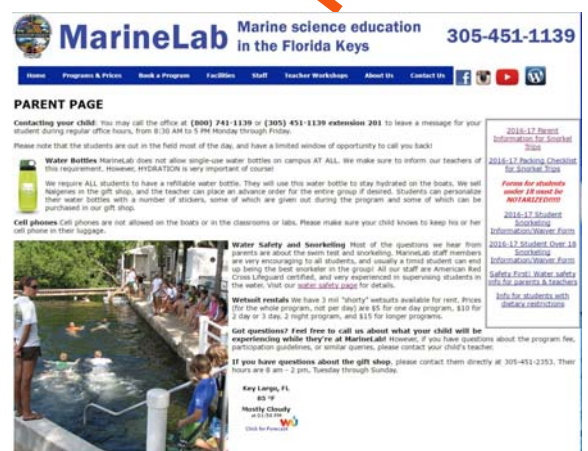 MarineLab
Marine science education
in the Florida Keys
305-451-1139
Home Programs & Prices Book a Program Facilities Staff Teacher Workshops About Us Contact Us
PARENT PAGE
Contacting your child: You may call the office at (800) 741-1139 or (305) 451-1139 extension 201 to leave a message for your
student during regular office hours, from 8:30 AM to 5 PM Monday through Friday.
Please note that the students are out in the field most of the day, and have a limited window of opportunity to call you back!
Water Bottles MarineLab does not allow single-use water bottles on campus AT ALL. We make sure to inform our teachers of
this requirement. However, HYDRATION is very important of course!
We require ALL students to have a refillable water bottle. They will use this water bottle to stay hydrated on the boats. We sell
Nalgenes in the gift shop, and the teacher can place an advance order for the entire group if desired. Students can personalize
their water bottles with a number of stickers, some of which are given out during the program and some of which can be
purchased in our gift shop.
Cell phones Cell phones are not allowed on the boats or in the classrooms or labs. Please make sure your child knows to keep his or her
cell phone in their luggage.
Water Safety and Snorkeling Most of the questions we hear from
parents are about the swim test and snorkeling. MarineLab staff members
are very encouraging to all students, and usually a timid student can end
up being the best snorkeler in the group! All our staff are American Red
Cross Lifeguard certified, and very experienced in supervising students in
the water. Visit our water safety page for details.
Wetsuit rentals We have 3 mil "shorty" wetsuits available for rent. Prices
(for the whole program, not per day) are $5 for one day program, $10 for
2 day or 3 day, 2 night program, and $15 for longer programs.
Got questions? Feel free to call us about what your child will be
experiencing while they're at MarineLab! However, if you have questions about the program fee,
participation guidelines, or similar queries, please contact your child's teacher.
If you have questions about the gift shop, please contact them directly at 305-451-2353. Their
hours are 8 am - 2 pm, Tuesday through Sunday.
Key Largo, FL
85 °F
Mostly Cloudy
at 01:56 PM
Click for Forecast
2016-17 Parent
Information for Snorkel
Trips
2016-17 Packing Checklist
for Snorkel Trips
Forms for students
under 18 must be
NOTARIZED!!!!
2016-17 Student
Snorkeling
Information/Waiver Form
2016-17 Student Over 18
Snorkeling
Information/Waiver Form
Safety First! Water safety
info for parents & teachers
Info for students with
dietary restrictions